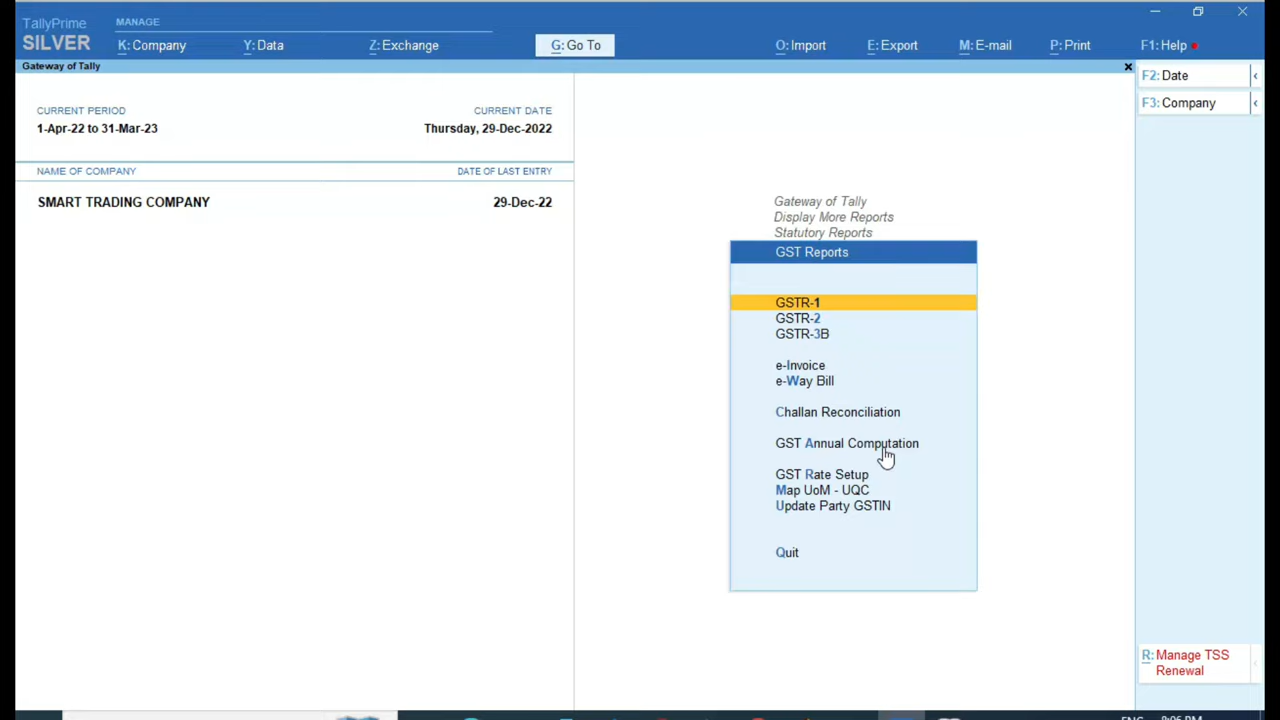 TallyPrime
SILVER
MANAGE
K: Company
Y: Data
Z: Exchange
G: Go To
O: Import
E: Export
M: E-mail
P: Print
F1: Help
Gateway of Tally
F2: Date
F3: Company
CURRENT PERIOD
CURRENT DATE
1-Apr-22 to 31-Mar-23
Thursday, 29-Dec-2022
NAME OF COMPANY
DATE OF LAST ENTRY
SMART TRADING COMPANY
29-Dec-22
Gateway of Tally
Display More Reports
Statutory Reports
GST Reports
GSTR-1
GSTR-2
GSTR-3B
e-Invoice
e-Way Bill
Challan Reconciliation
GST Annual Computation
GST Rate Setup
Map UoM - UQC
Update Party GSTIN
Quit
R: Manage TSS
Renewal